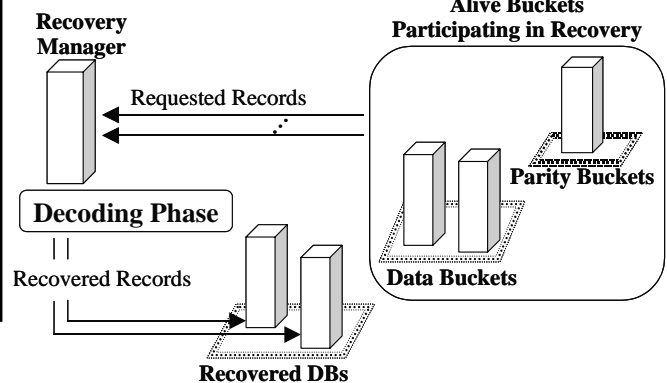 Recovery
Manager
Alive Buckets
Participating in Recovery
Requested Records
Parity Buckets
Decoding Phase
Data Buckets
Recovered Records
Recovered DBs